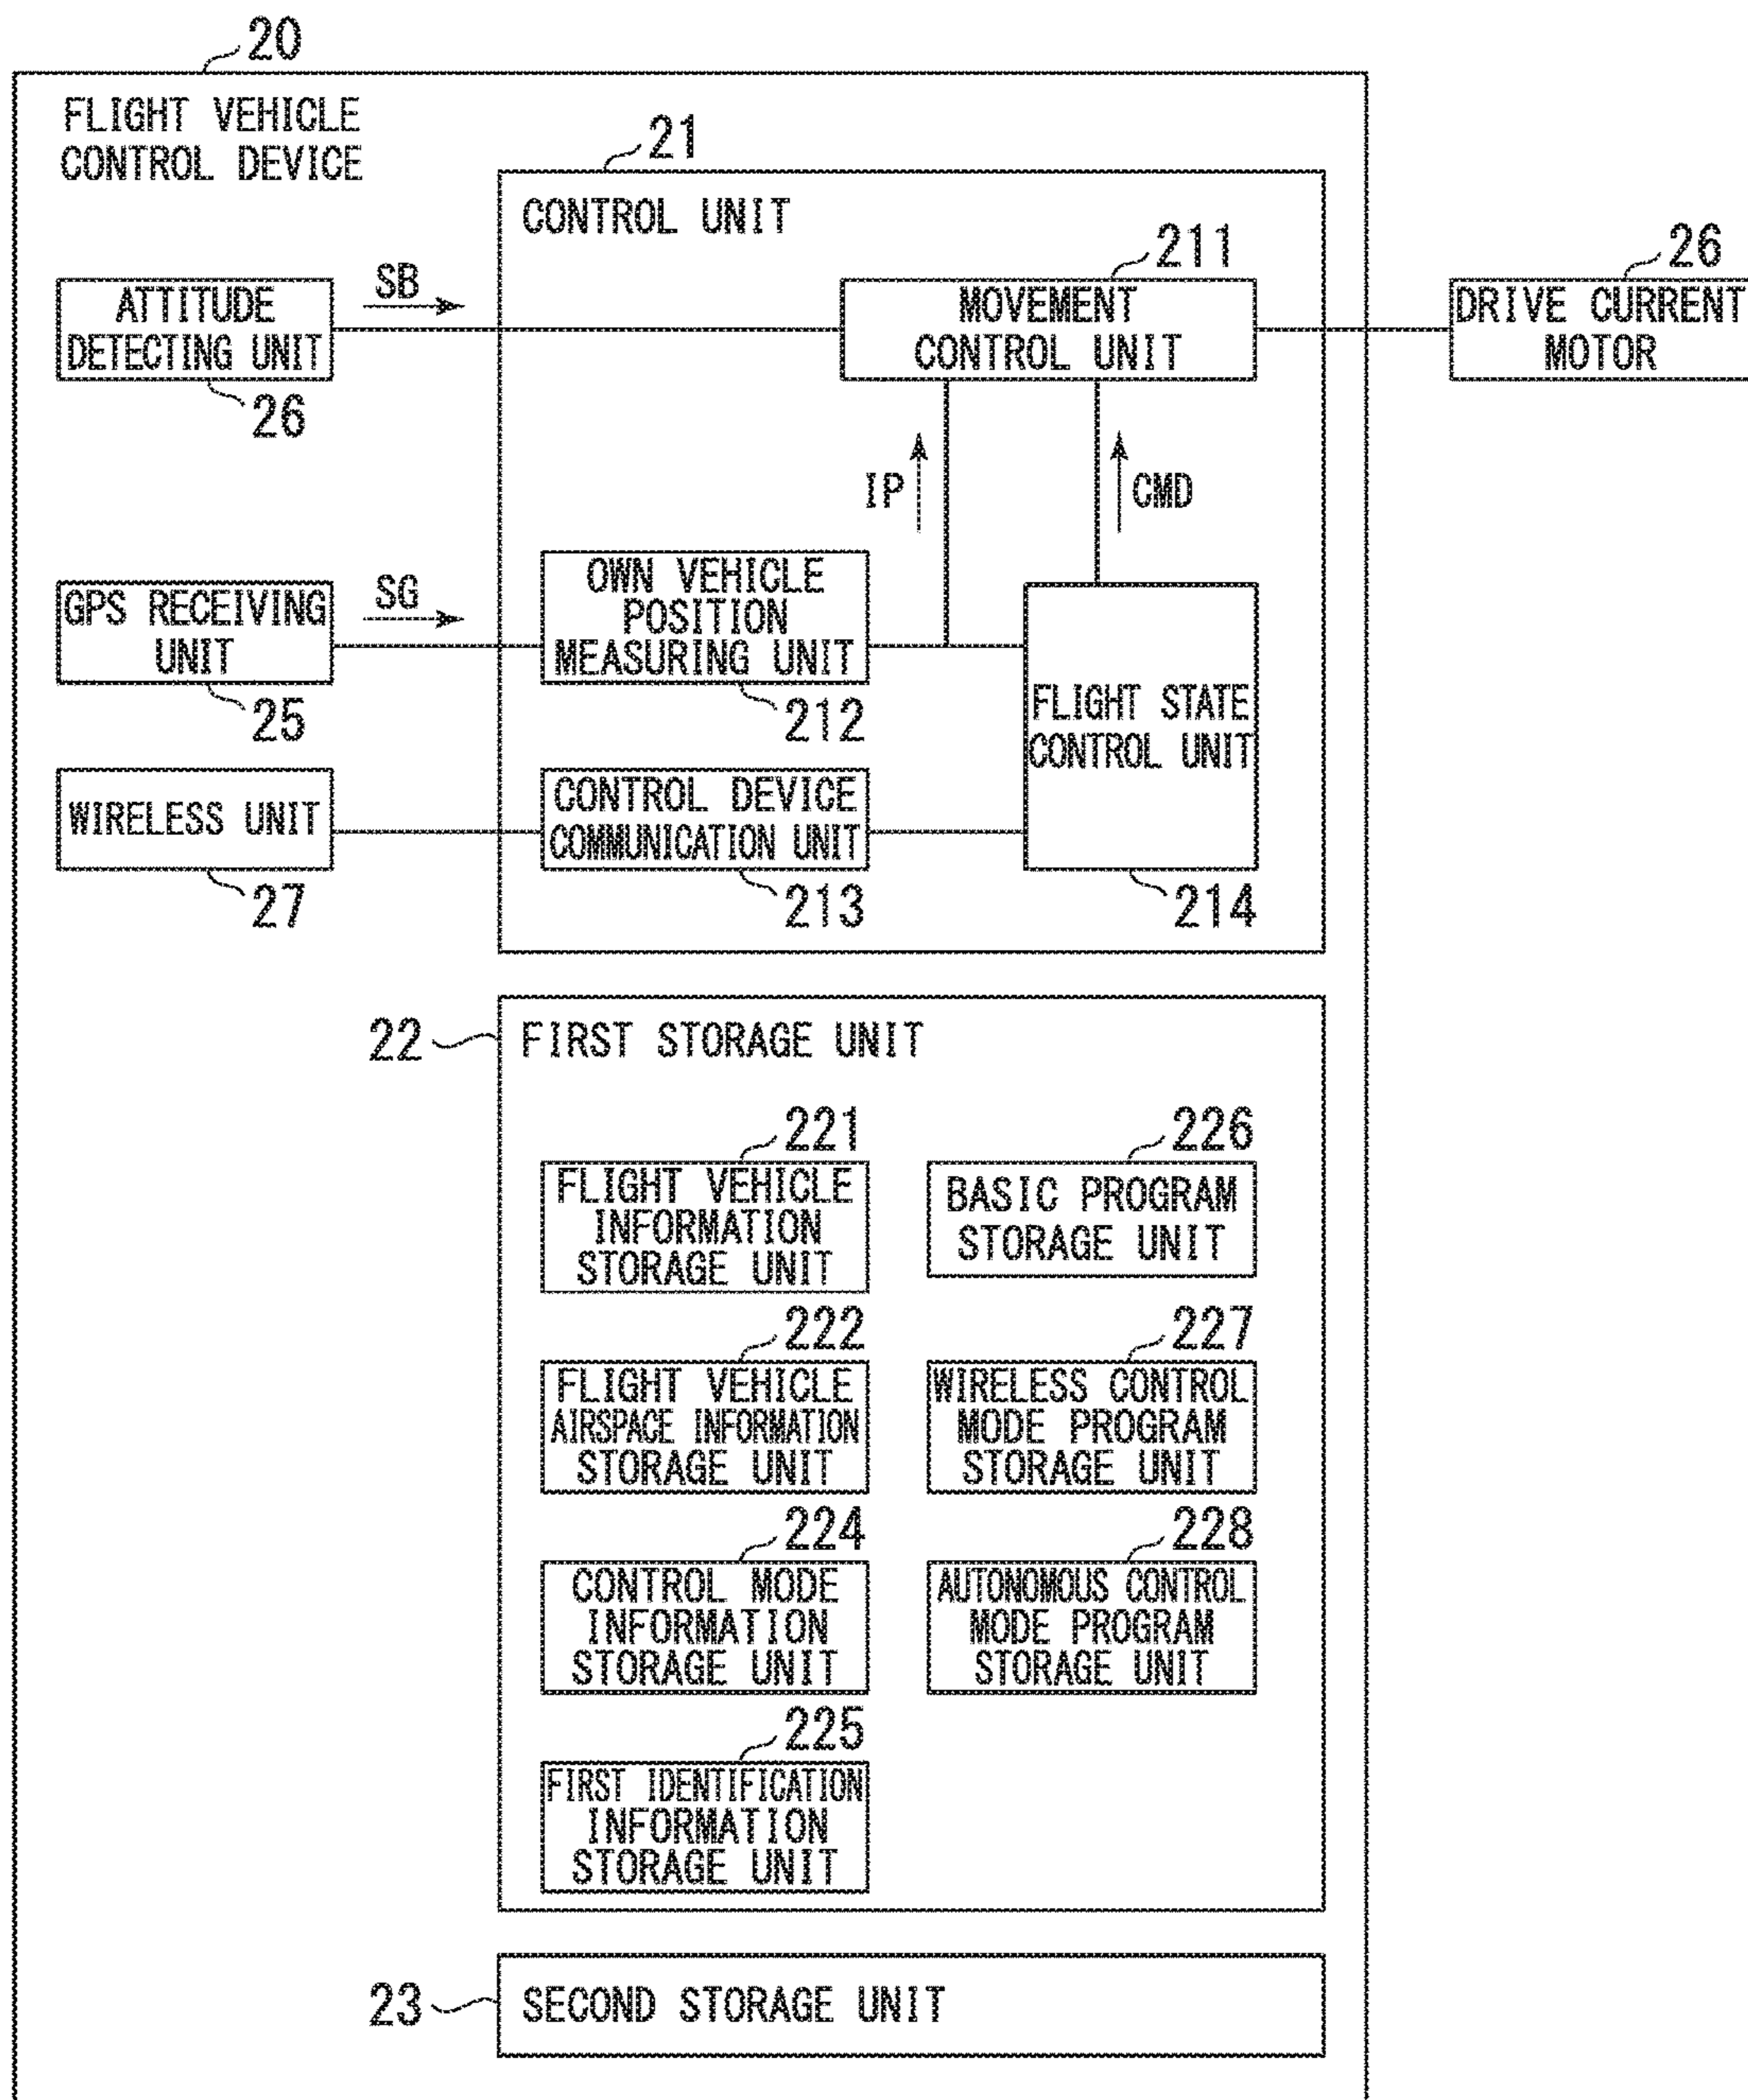 20
FLIGHT VEHICLE
CONTROL DEVICE
21
CONTROL UNIT
211
26
SB
ATTITUDE
DETECTING UNIT
26
MOVEMENT
CONTROL UNIT
DRIVE CURRENT
MOTOR
IP
CMD
GPS RECEIVING
UNIT
25
SG
OWN VEHICLE
POSITION
MEASURING UNIT
212
FLIGHT STATE
CONTROL UNIT
214
WIRELESS UNIT
27
CONTROL DEVICE
COMMUNICATION UNIT
213
22
FIRST STORAGE UNIT
221
FLIGHT VEHICLE
INFORMATION
STORAGE UNIT
226
BASIC PROGRAM
STORAGE UNIT
222
FLIGHT VEHICLE
AIRSPACE INFORMATION
STORAGE UNIT
227
WIRELESS CONTROL
MODE PROGRAM
STORAGE UNIT
224
CONTROL MODE
INFORMATION
STORAGE UNIT
228
AUTONOMOUS CONTROL
MODE PROGRAM
STORAGE UNIT
225
FIRST IDENTIFICATION
INFORMATION
STORAGE UNIT
23
SECOND STORAGE UNIT